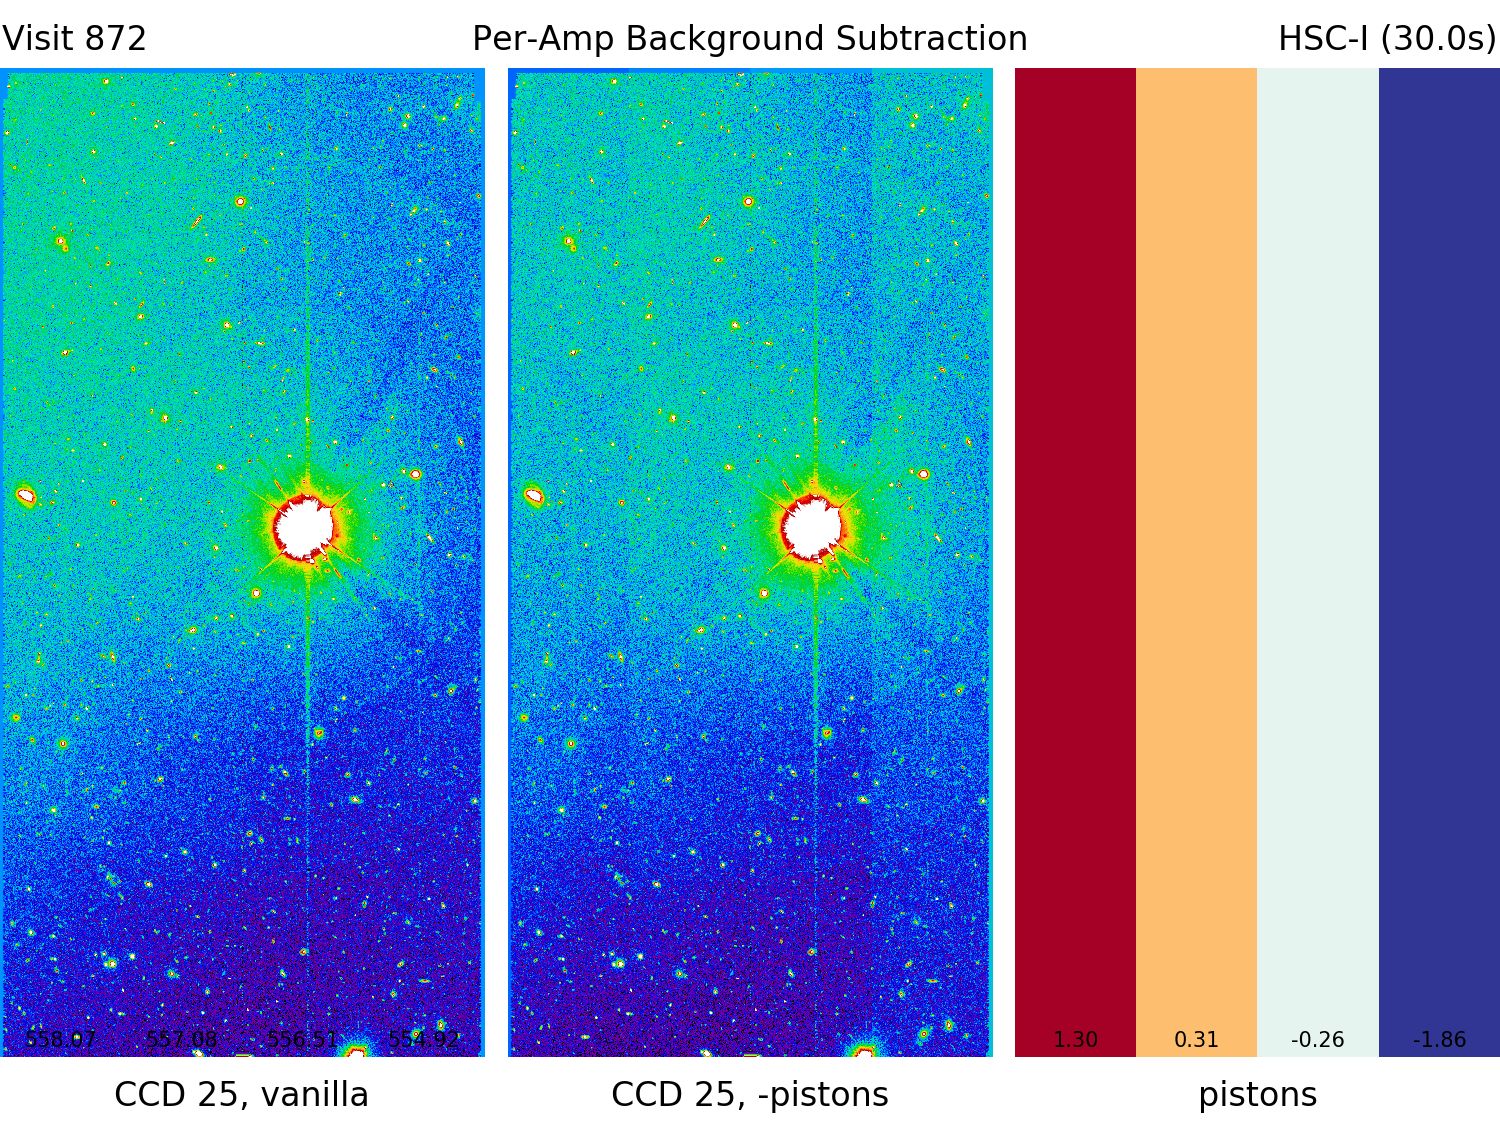 Visit 872 Per-Amp Background Subtraction HSC-I (30.0s)
558.07 557.08 556.51 554.92 1.30 0.31 -0.26 -1.86
CCD 25, vanilla CCD 25, -pistons pistons